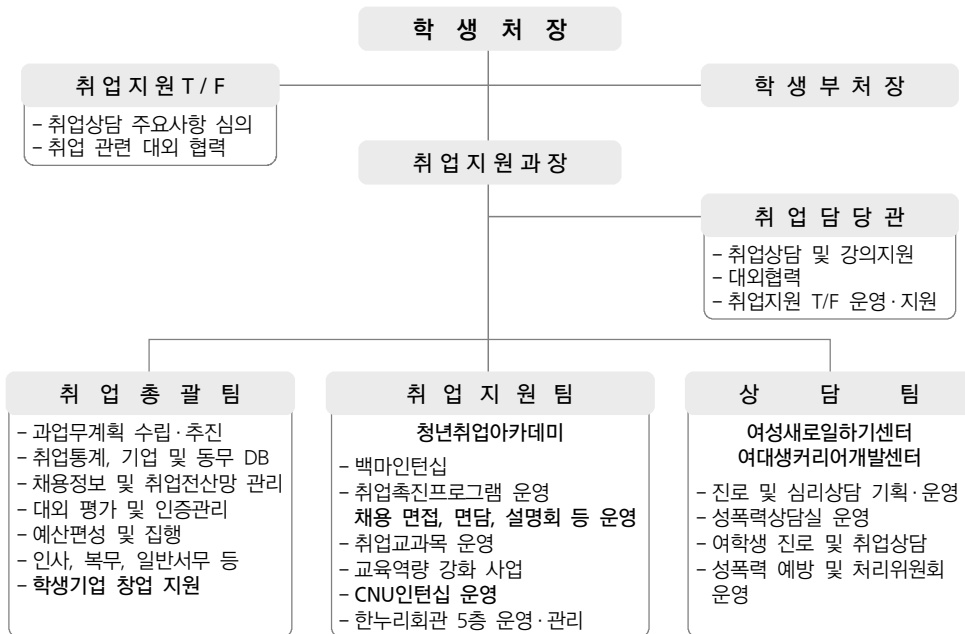 학 생 처 장
취업지원T/F
– 취업상담 주요사항 심의
– 취업 관련 대외 협력
학생부처장
취업지원과장
취업담당관
– 취업상담 및 강의지원
– 대외협력
– 취업지원 T/F 운영·지원
취 업 총 괄 팀
– 과업무계획 수립·추진
– 취업통계, 기업 및 동무 DB
– 채용정보 및 취업전산망 관리
– 대외 평가 및 인증관리
– 예산편성 및 집행
– 인사, 복무, 일반서무 등
– 학생기업 창업 지원
취 업 지 원 팀
청년취업아카데미
– 백마인턴십
– 취업촉진프로그램 운영
채용 면접, 면담, 설명회 등 운영
– 취업교과목 운영
– 교육역량 강화 사업
– CNU인턴십 운영
– 한누리회관 5층 운영·관리
상 담 팀
여성새로일하기센터
여대생커리어개발센터
– 진로 및 심리상담 기획·운영
– 성폭력상담실 운영
– 여학생 진로 및 취업상담
– 성폭력 예방 및 처리위원회
운영